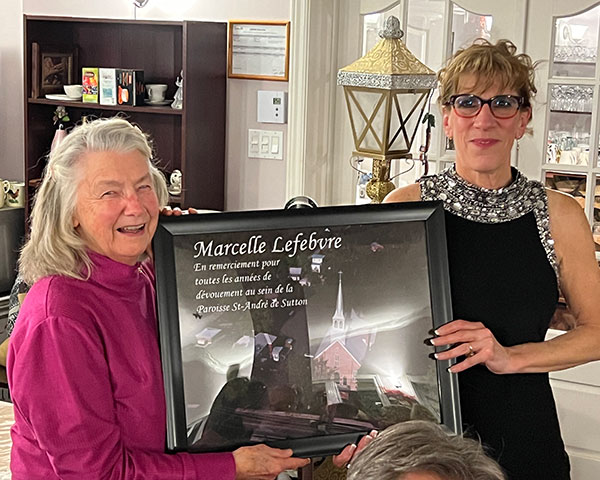 Marcelle Lefebvre
En remerciement pour
toutes les années de
dévouement au sein de la
Paroisse St-André de Sutton